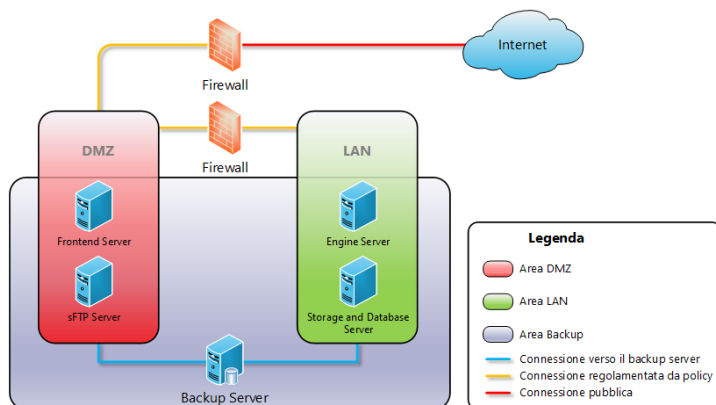 Internet
Firewall
Firewall
DMZ
LAN
Frontend Server
Engine Server
sFTP Server
Storage and Database
Server
Backup Server
Legenda
Area DMZ
Area LAN
Area Backup
Connessione verso il backup server
Connessione regolamentata da policy
Connessione pubblica